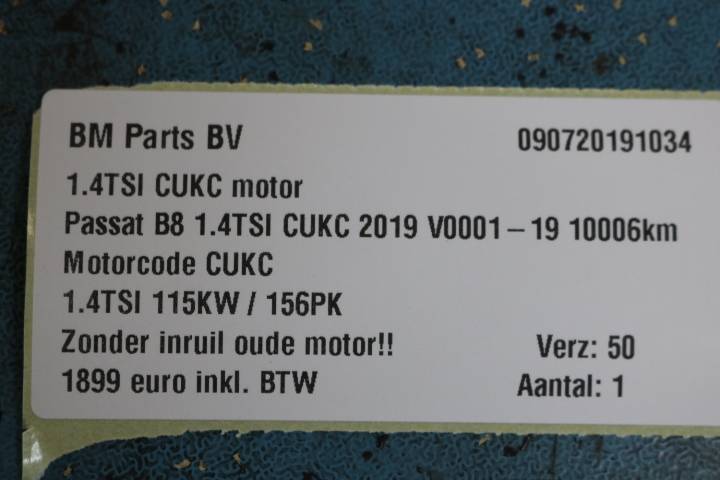 BM Parts BV 090720191034
1.4TSI CUKC motor
Passat B8 1.4TSI CUKC 2019 V0001-19 10006km
Motorcode CUKC
1.4TSI 115KW / 156PK
Zonder inruil oude motor!! Verz: 50
1899 euro inkl. BTW Aantal: 1